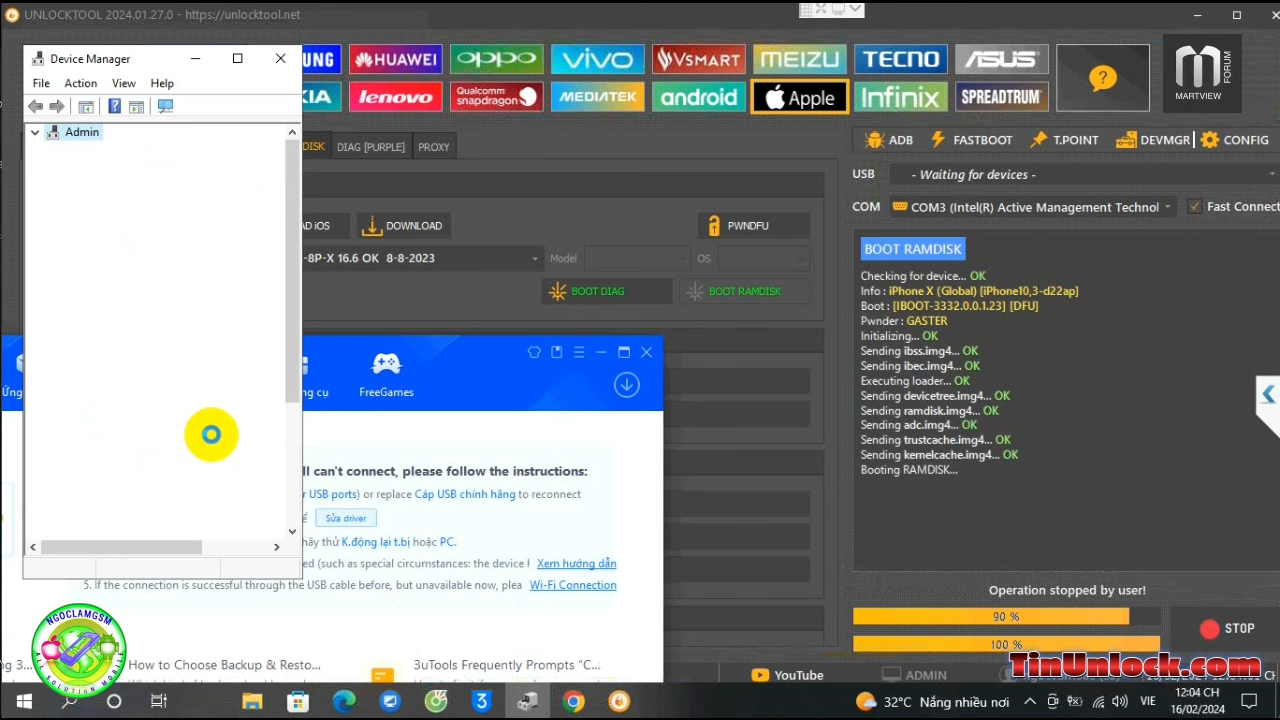 UNLOCKTOOL 2024.01.27.0 - https://unlocktool.net
Device Manager
File Action View Help
Admin
UNG
HUAWEI
oppo
vivo
VSMART
MEIZU
TECNO
ASUS
?
MARTVIEW
FORUM
KIA
lenovo
Qualcomm
snapdragon
MEDIATEK
android
Apple
Infinix
SPREADTRUM
DISK
DIAG [PURPLE]
PROXY
ADB
FASTBOOT
T.POINT
DEVMGR
CONFIG
USB
- Waiting for devices -
COM
COM3 (Intel(R) Active Management Technol
Fast Connect
AD iOS
DOWNLOAD
PWNDFU
-8P-X 16.6 OK 8-8-2023
Model
OS
BOOT DIAG
BOOT RAMDISK
BOOT RAMDISK
Checking for device... OK
Info : iPhone X (Global) [iPhone10,3-d22ap]
Boot : [IBOOT-3332.0.0.1.23] [DFU]
Pwnder : GASTER
Initializing... OK
Sending ibss.img4... OK
Sending ibec.img4... OK
Executing loader... OK
Sending devicetree.img4... OK
Sending ramdisk.img4... OK
Sending adc.img4... OK
Sending trustcache.img4... OK
Sending kernelcache.img4... OK
Booting RAMDISK...
Operation stopped by user!
90 %
100 %
STOP
Ứng
g cụ
FreeGames
ll can't connect, please follow the instructions:
r USB ports) or replace Cáp USB chính hãng to reconnect
Sửa driver
hãy thử K.động lại t.bị hoặc PC.
ed (such as special circumstances: the device h
Xem hướng dẫn
5. If the connection is successful through the USB cable before, but unavailable now, plea
Wi-Fi Connection
How to Choose Backup & Resto...
3uTools Frequently Prompts "C...
NGOCLAMGSM
SOLUTION MOBILE
YouTube
ADMIN
TinUnlock.com
32°C Nắng nhiều nơi
VIE
12:04 CH
16/02/2024